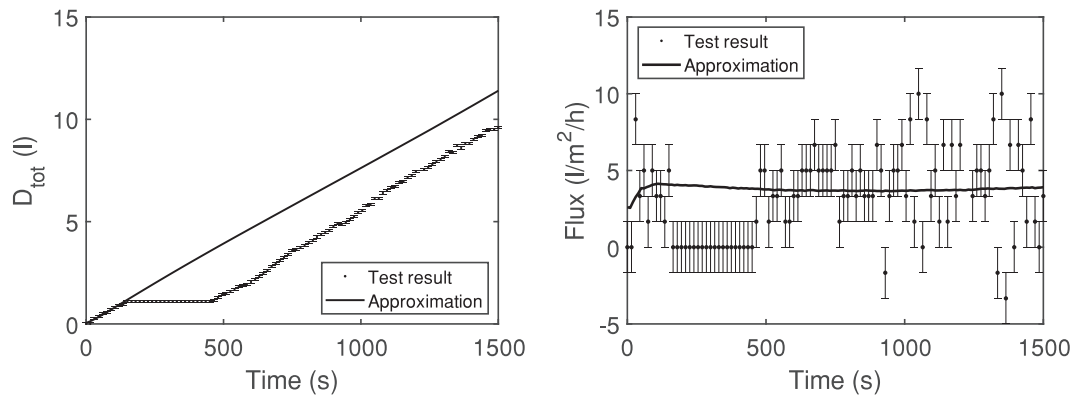 15
10
5
0
D_tot (l)
Test result
Approximation
0
500
1000
1500
Time (s)
15
10
5
0
-5
Flux (l/m²/h)
Test result
Approximation
0
500
1000
1500
Time (s)